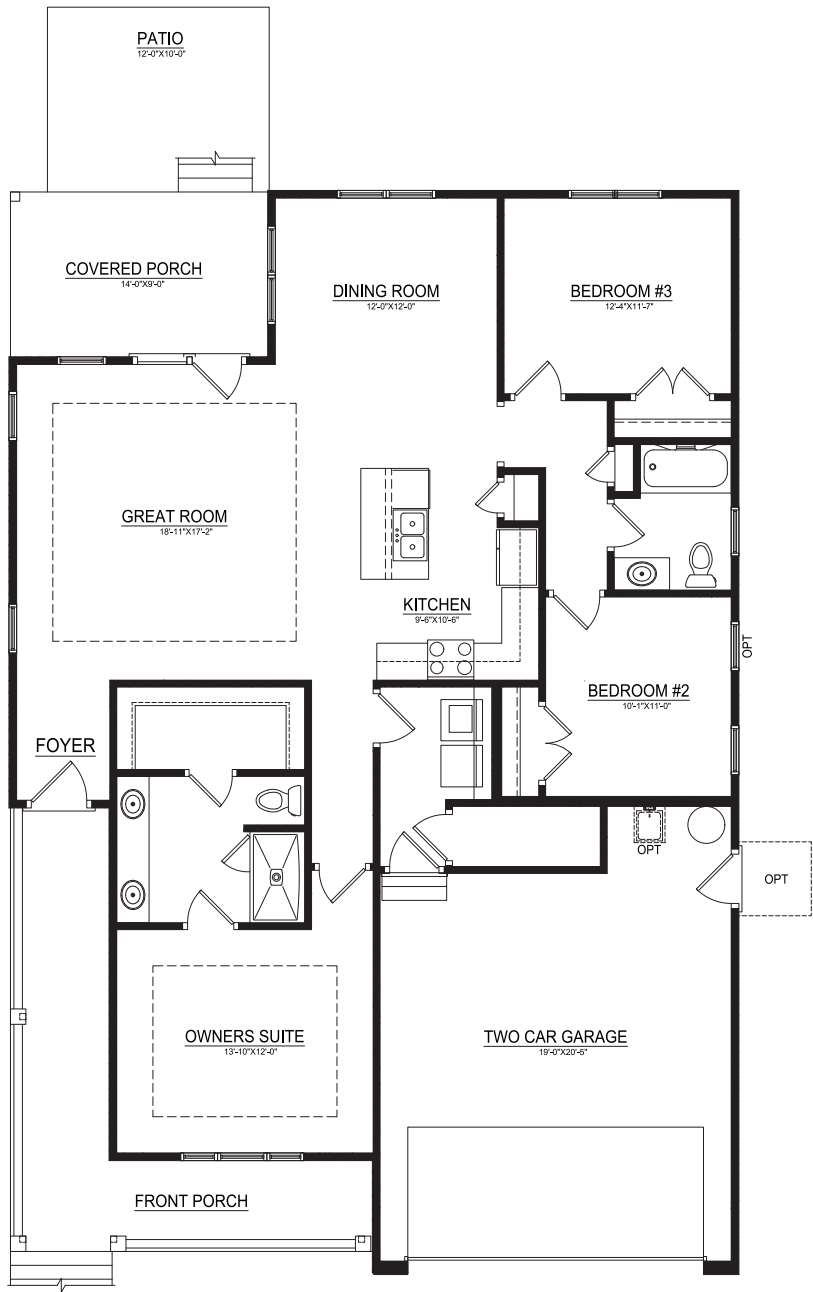 PATIO
12'-0"X10'-0"
COVERED PORCH
14'-0"X9'-0"
DINING ROOM
12'-0"X12'-0"
BEDROOM #3
12'-4"X11'-7"
GREAT ROOM
18'-11"X17'-2"
KITCHEN
9'-6"X10'-6"
OPT
BEDROOM #2
10'-1"X11'-0"
FOYER
OPT
OPT
OWNERS SUITE
13'-10"X12'-0"
TWO CAR GARAGE
19'-0"X20'-5"
FRONT PORCH